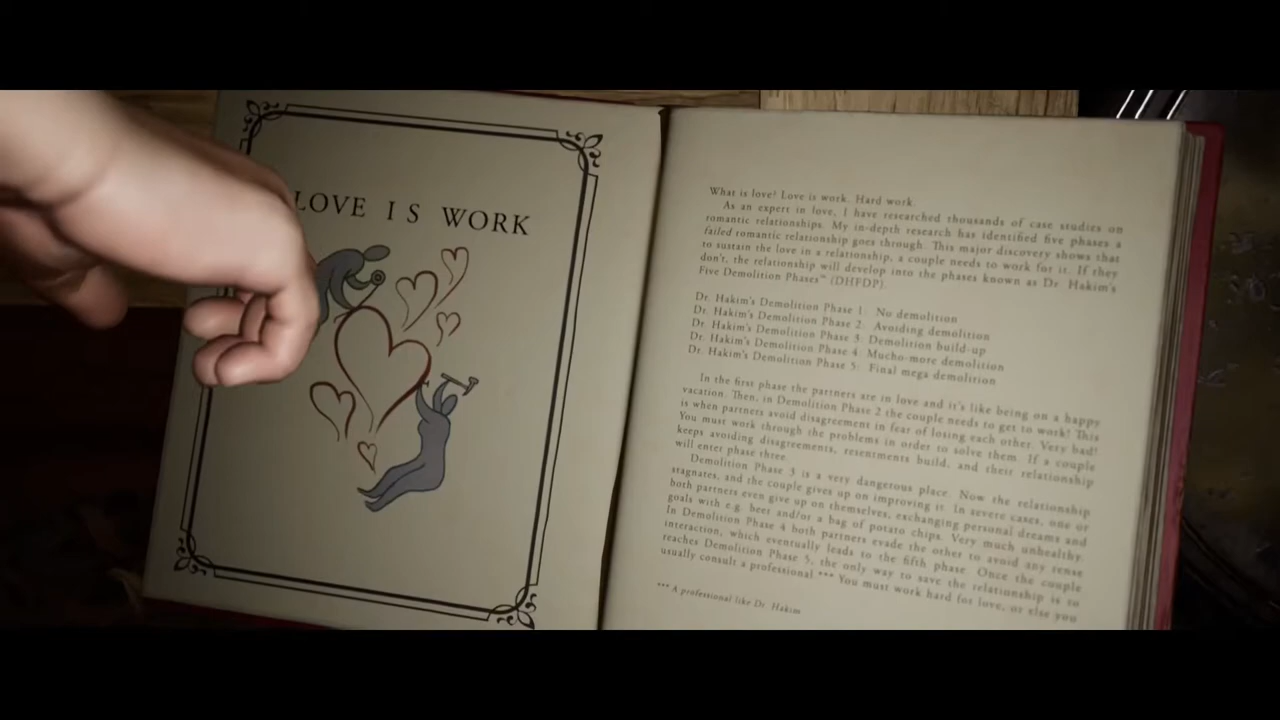 LOVE IS WORK
What is love? Love is work. Hard work.
As an expert in love, I have researched thousands of case studies on
romantic relationships. My in-depth research has identified five phases a
failed romantic relationship goes through. This major discovery shows that
to sustain the love in a relationship, a couple needs to work for it. If they
don't, the relationship will develop into the phases known as Dr. Hakim's
Five Demolition Phases™ (DHFDP).
Dr. Hakim's Demolition Phase 1: No demolition
Dr. Hakim's Demolition Phase 2: Avoiding demolition
Dr. Hakim's Demolition Phase 3: Demolition build-up
Dr. Hakim's Demolition Phase 4: Mucho-more demolition
Dr. Hakim's Demolition Phase 5: Final mega demolition
In the first phase the partners are in love and it's like being on a happy
vacation. Then, in Demolition Phase 2 the couple needs to get to work! This
is when partners avoid disagreement in fear of losing each other. Very bad!
You must work through the problems in order to solve them. If a couple
keeps avoiding disagreements, resentments build, and their relationship
will enter phase three.
Demolition Phase 3 is a very dangerous place. Now the relationship
stagnates, and the couple gives up on improving it. In severe cases, one or
both partners even give up on themselves, exchanging personal dreams and
goals with e.g. beer and/or a bag of potato chips. Very much unhealthy.
In Demolition Phase 4 both partners evade the other to avoid any tense
interaction, which eventually leads to the fifth phase. Once the couple
reaches Demolition Phase 5, the only way to save the relationship is to
usually consult a professional *** You must work hard for love, or else you
*** A professional like Dr. Hakim